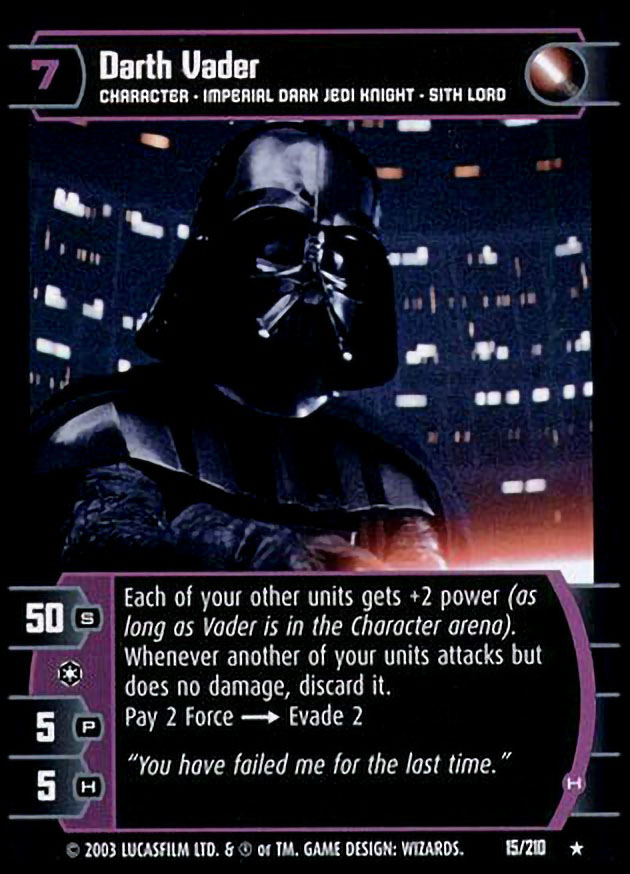 7
Darth Vader
CHARACTER · IMPERIAL DARK JEDI KNIGHT · SITH LORD
50 S
5 P
5 H
Each of your other units gets +2 power (as
long as Vader is in the Character arena).
Whenever another of your units attacks but
does no damage, discard it.
Pay 2 Force → Evade 2
“You have failed me for the last time.”
H
© 2003 LUCASFILM LTD. & ® or TM. GAME DESIGN: WIZARDS. 15/210 ★